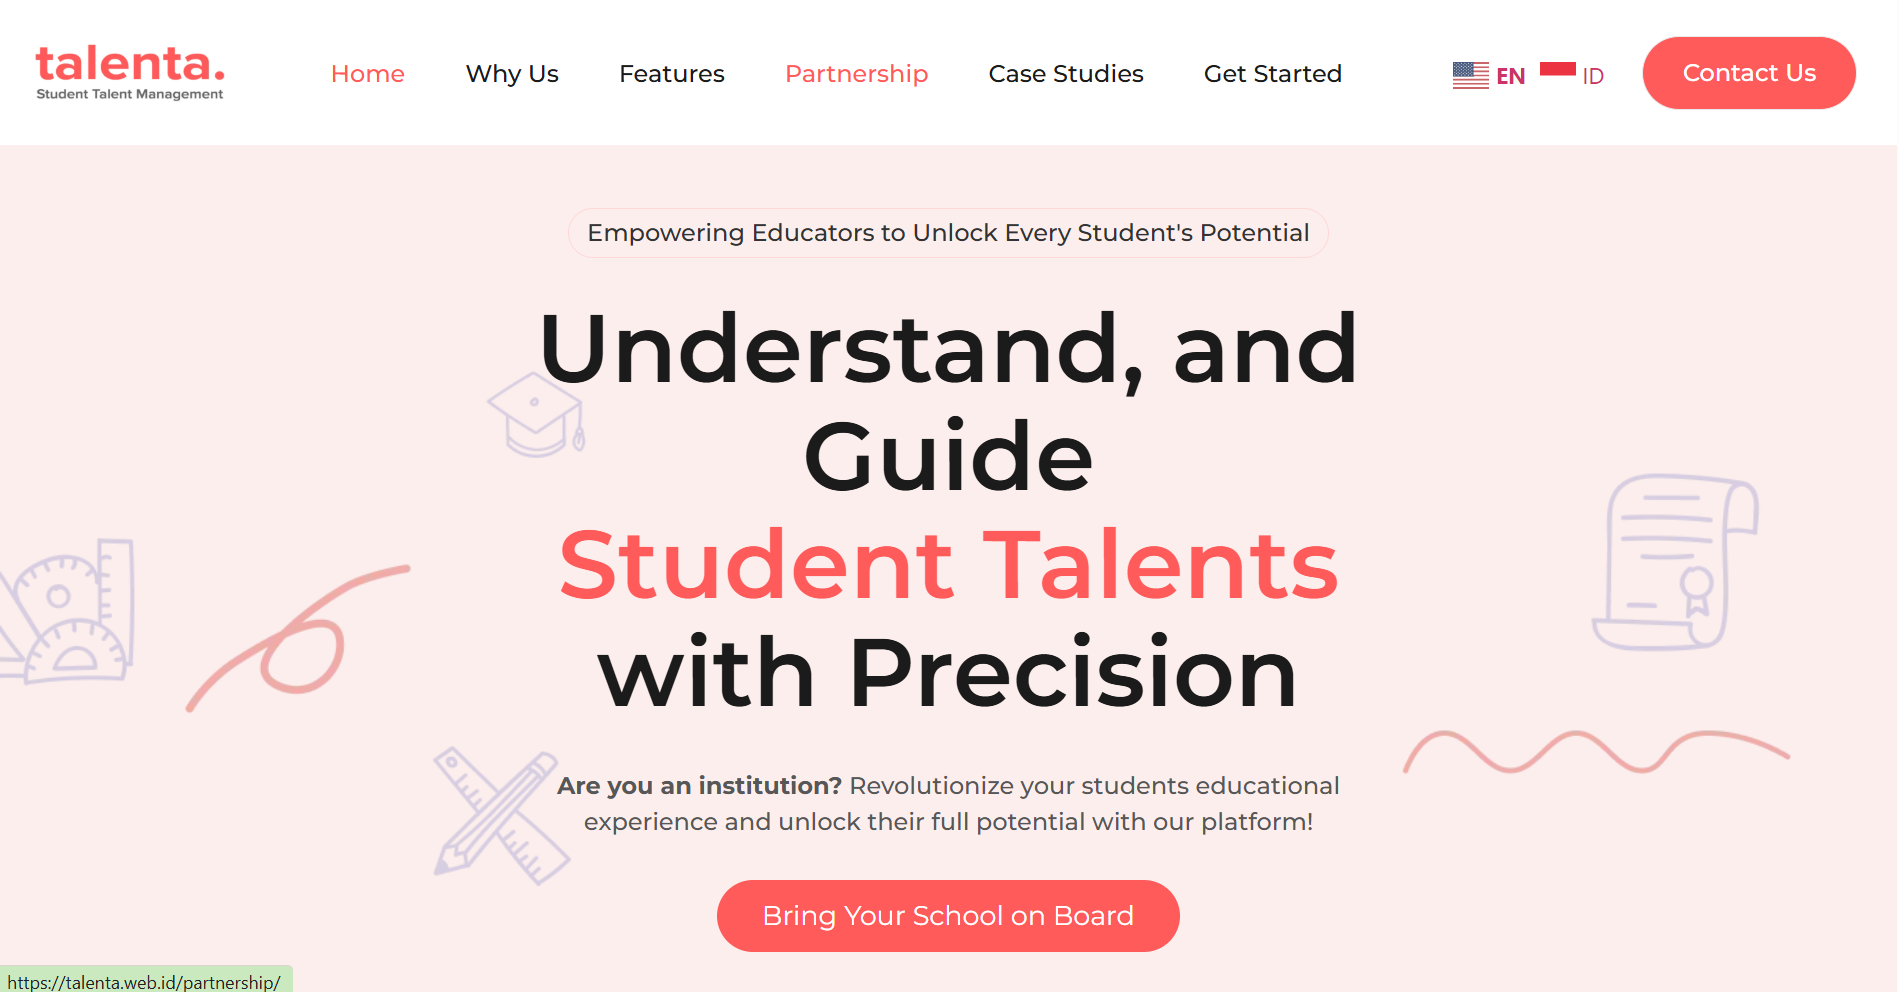 talenta.
Student Talent Management
Home
Why Us
Features
Partnership
Case Studies
Get Started
EN
ID
Contact Us
Empowering Educators to Unlock Every Student's Potential
Understand, and
Guide
Student Talents
with Precision
Are you an institution? Revolutionize your students educational
experience and unlock their full potential with our platform!
Bring Your School on Board
https://talenta.web.id/partnership/